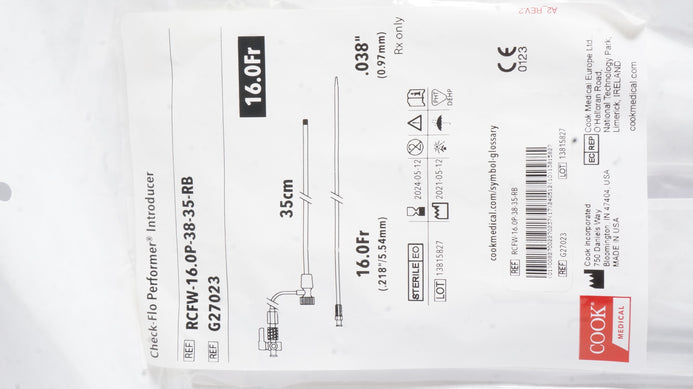 A2_REV.2
Check-Flo Performer® Introducer
REF RCFW-16.0P-38-35-RB
REF G27023
16.0Fr
35cm
16.0Fr
(.218"/5.54mm)
.038"
(0.97mm)
Rx only
STERILE EO
2024-05-12
PHT
DEHP
LOT 13815827
2021-05-12
cookmedical.com/symbol-glossary
REF RCFW-16.0P-38-35-RB
REF G27023
LOT 13815827
CE
0123
Cook Incorporated
750 Daniels Way
Bloomington, IN 47404, USA
MADE IN USA
EC REP
Cook Medical Europe Ltd.
O'Halloran Road,
National Technology Park,
Limerick, IRELAND
cookmedical.com
COOK®
MEDICAL